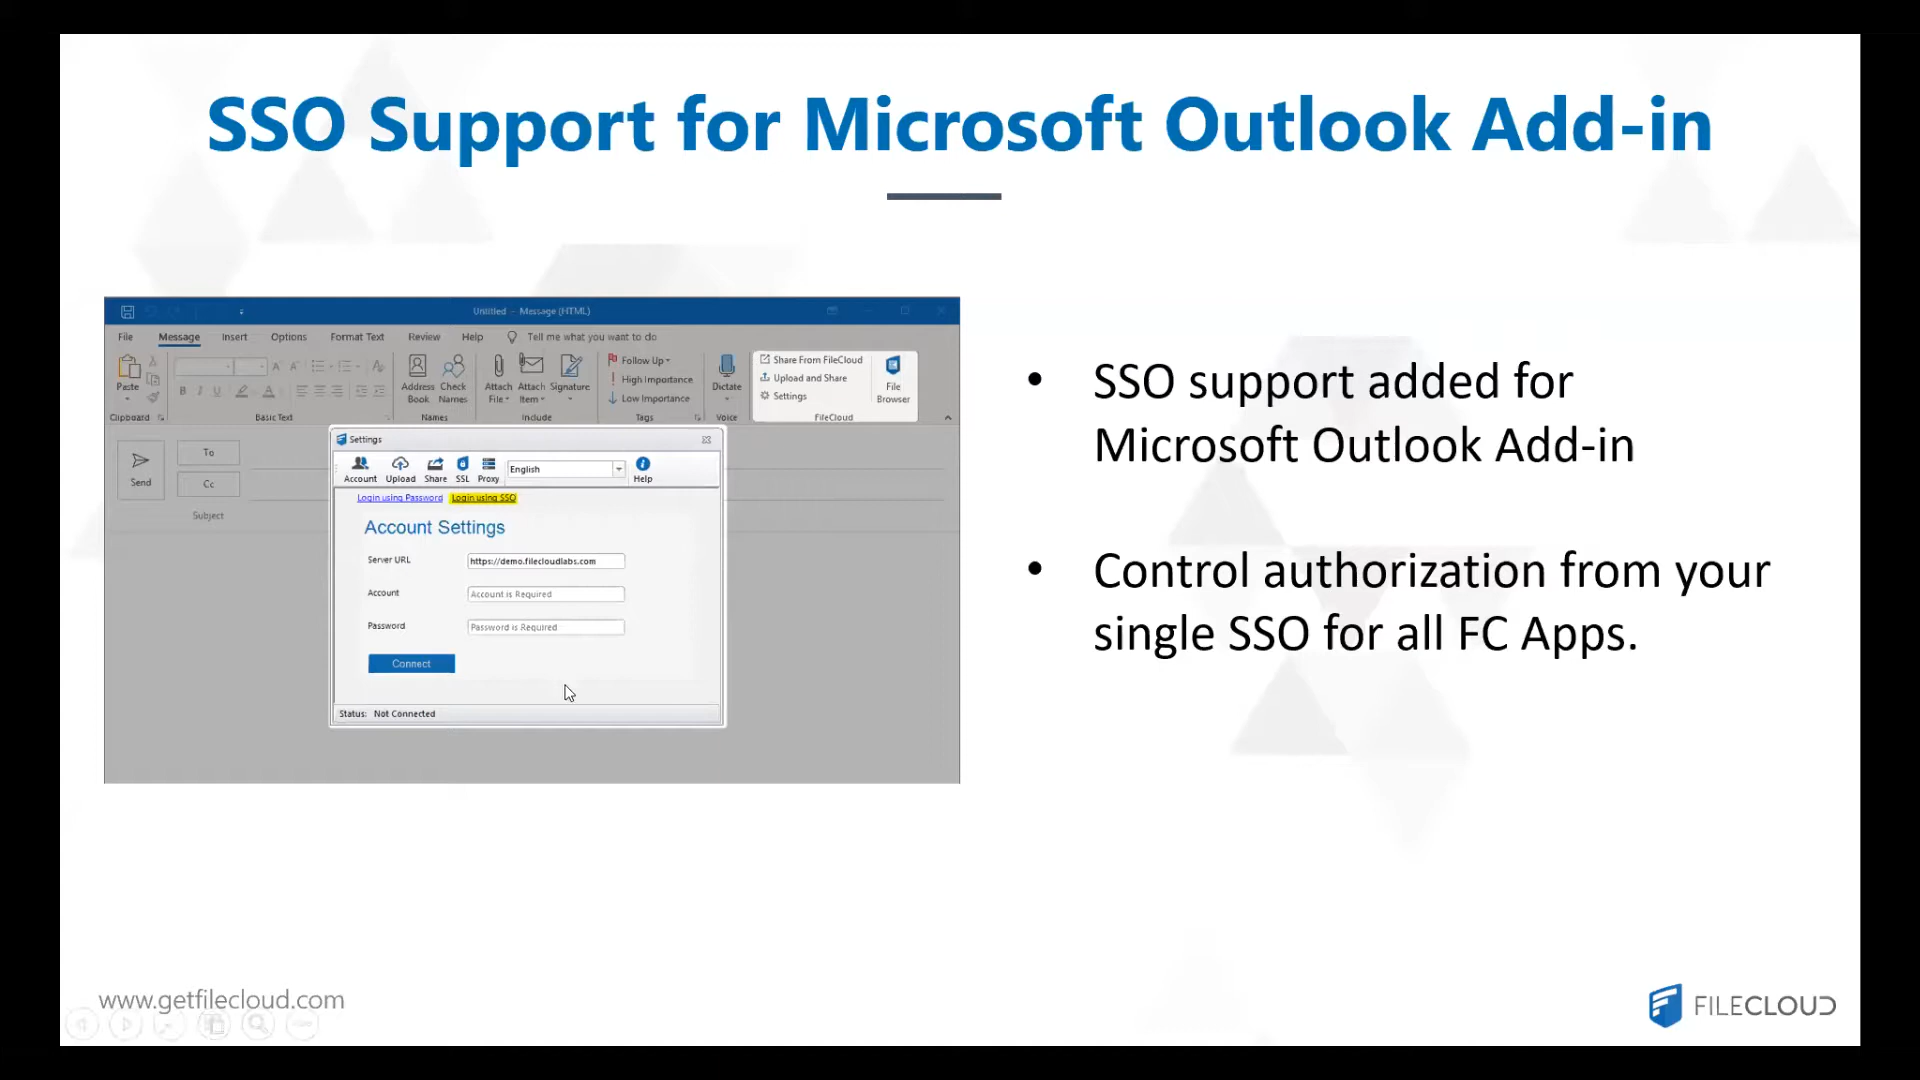 SSO Support for Microsoft Outlook Add-in
Untitled - Message (HTML)
File Message Insert Options Format Text Review Help Tell me what you want to do
Paste
Clipboard
B I U A
Basic Text
Address Book
Check Names
Names
Attach File
Attach Item
Signature
Include
Follow Up
High Importance
Low Importance
Tags
Dictate
Voice
Share From FileCloud
Upload and Share
Settings
File Browser
FileCloud
Send
To
Cc
Subject
Settings
Account Upload Share SSL Proxy English Help
Login using Password Login using SSO
Account Settings
Server URL https://demo.filecloudlabs.com
Account Account is Required
Password Password is Required
Connect
Status: Not Connected
• SSO support added for
Microsoft Outlook Add-in
• Control authorization from your
single SSO for all FC Apps.
www.getfilecloud.com
FILECLOUD